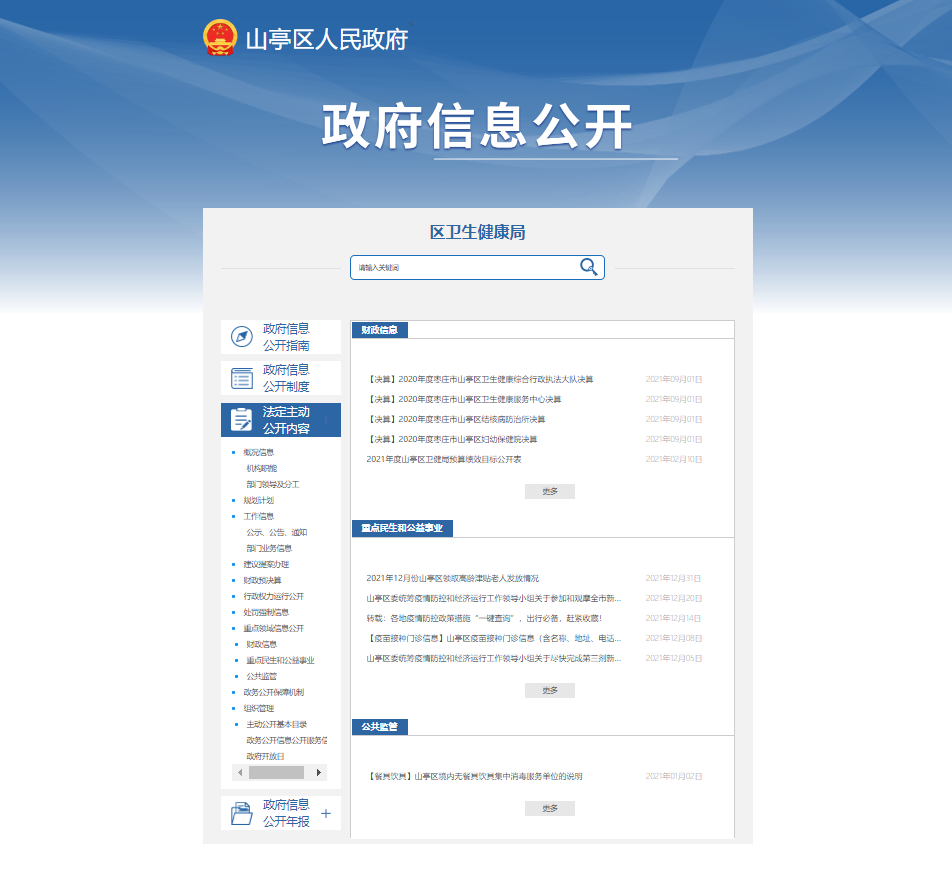 山亭区人民政府
政府信息公开
区卫生健康局
请输入关键词
政府信息
公开指南
政府信息
公开制度
法定主动
公开内容
概况信息
机构职能
部门领导及分工
规划计划
工作信息
公示、公告、通知
部门业务信息
建议提案办理
财政预决算
行政权力运行公开
处罚强制信息
重点领域信息公开
财政信息
重点民生和公益事业
公共监管
政务公开保障机制
组织管理
主动公开基本目录
政务公开信息公开服务信
政府开放日
政府信息
公开年报 +
财政信息
【决算】2020年度枣庄市山亭区卫生健康综合行政执法大队决算 2021年09月01日
【决算】2020年度枣庄市山亭区卫生健康服务中心决算 2021年09月01日
【决算】2020年度枣庄市山亭区结核病防治所决算 2021年09月01日
【决算】2020年度枣庄市山亭区妇幼保健院决算 2021年09月01日
2021年度山亭区卫健局预算绩效目标公开表 2021年02月10日
更多
重点民生和公益事业
2021年12月份山亭区领取高龄津贴老人发放情况 2021年12月31日
山亭区委统筹疫情防控和经济运行工作领导小组关于参加和观摩全市新... 2021年12月20日
转载：各地疫情防控政策措施“一键查询”，出行必备，赶紧收藏！ 2021年12月14日
【疫苗接种门诊信息】山亭区疫苗接种门诊信息（含名称、地址、电话... 2021年12月08日
山亭区委统筹疫情防控和经济运行工作领导小组关于尽快完成第三剂新... 2021年12月05日
更多
公共监管
【餐具饮具】山亭区境内无餐具饮具集中消毒服务单位的说明 2021年01月02日
更多